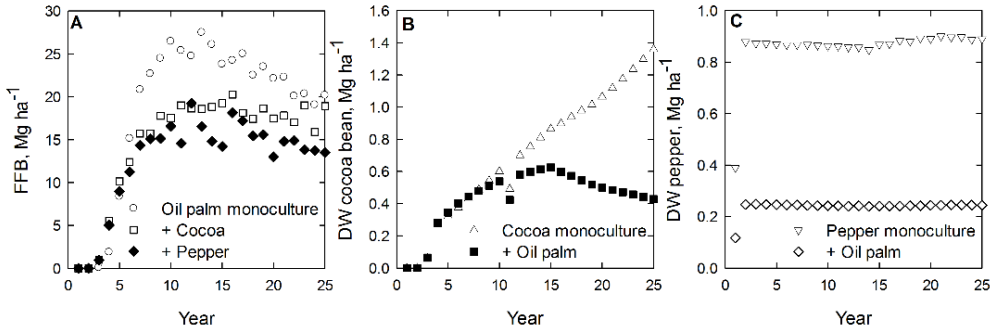 A
FFB, Mg ha-1
30
25
20
15
10
5
0
Oil palm monoculture
+ Cocoa
+ Pepper
0 5 10 15 20 25
Year
B
DW cocoa bean, Mg ha-1
1.6
1.4
1.2
1.0
0.8
0.6
0.4
0.2
0.0
Cocoa monoculture
+ Oil palm
0 5 10 15 20 25
Year
C
DW pepper, Mg ha-1
1.0
0.8
0.6
0.4
0.2
0.0
Pepper monoculture
+ Oil palm
0 5 10 15 20 25
Year